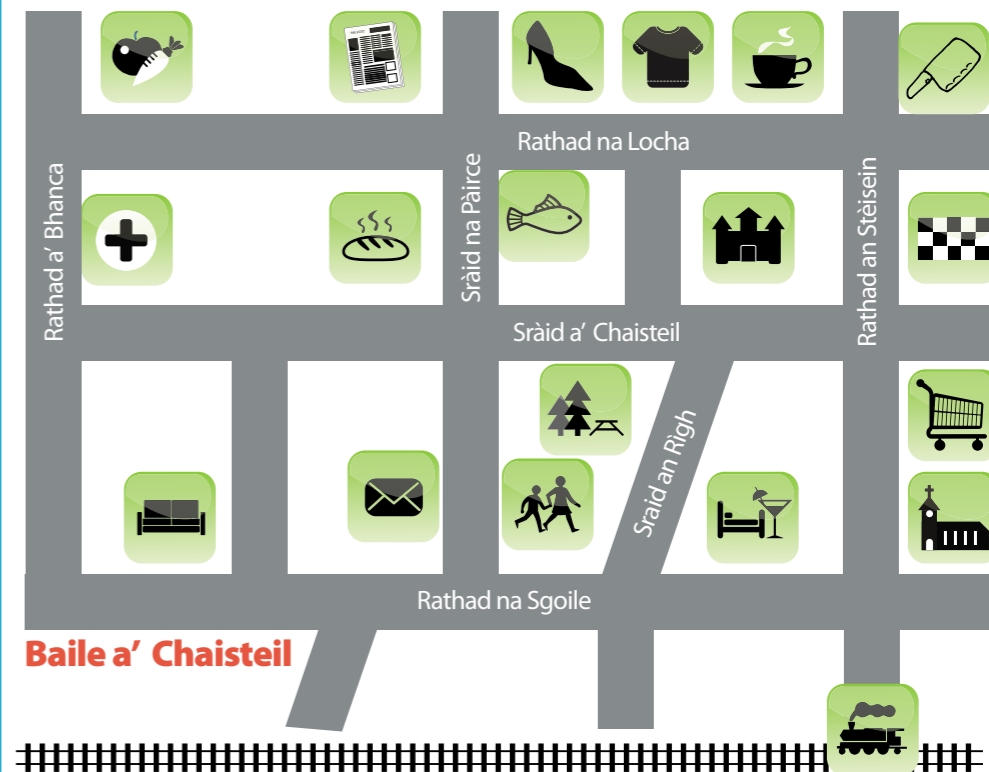 Rathad na Locha
Rathad a' Bhanca
Sràid na Pàirce
Rathad an Stèisein
Sràid a' Chaisteil
Sraid an Rìgh
Rathad na Sgoile
Baile a' Chaisteil